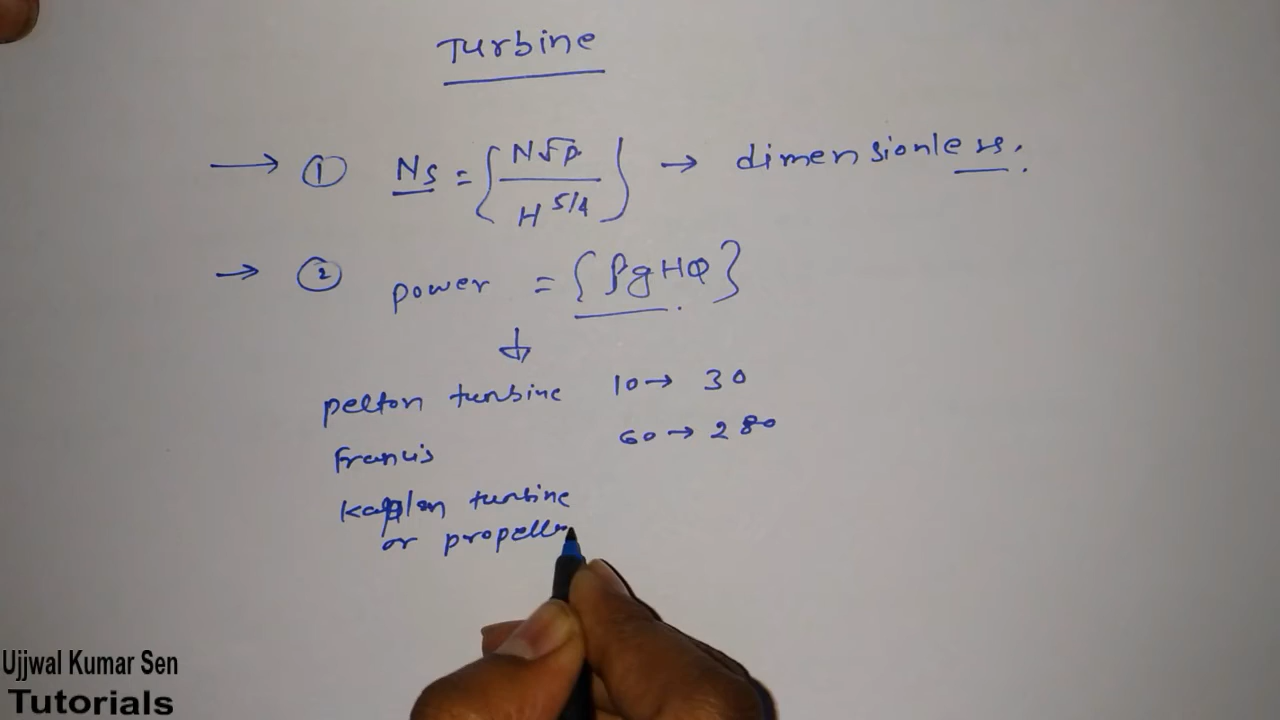 Turbine
→ ① Ns = {N√P / H^5/4} → dimensionless.
→ ② power = {ρgHQ}
↓
pelton turbine 10 → 30
Francis 60 → 280
kaplan turbine
or propeller
Ujjwal Kumar Sen
Tutorials